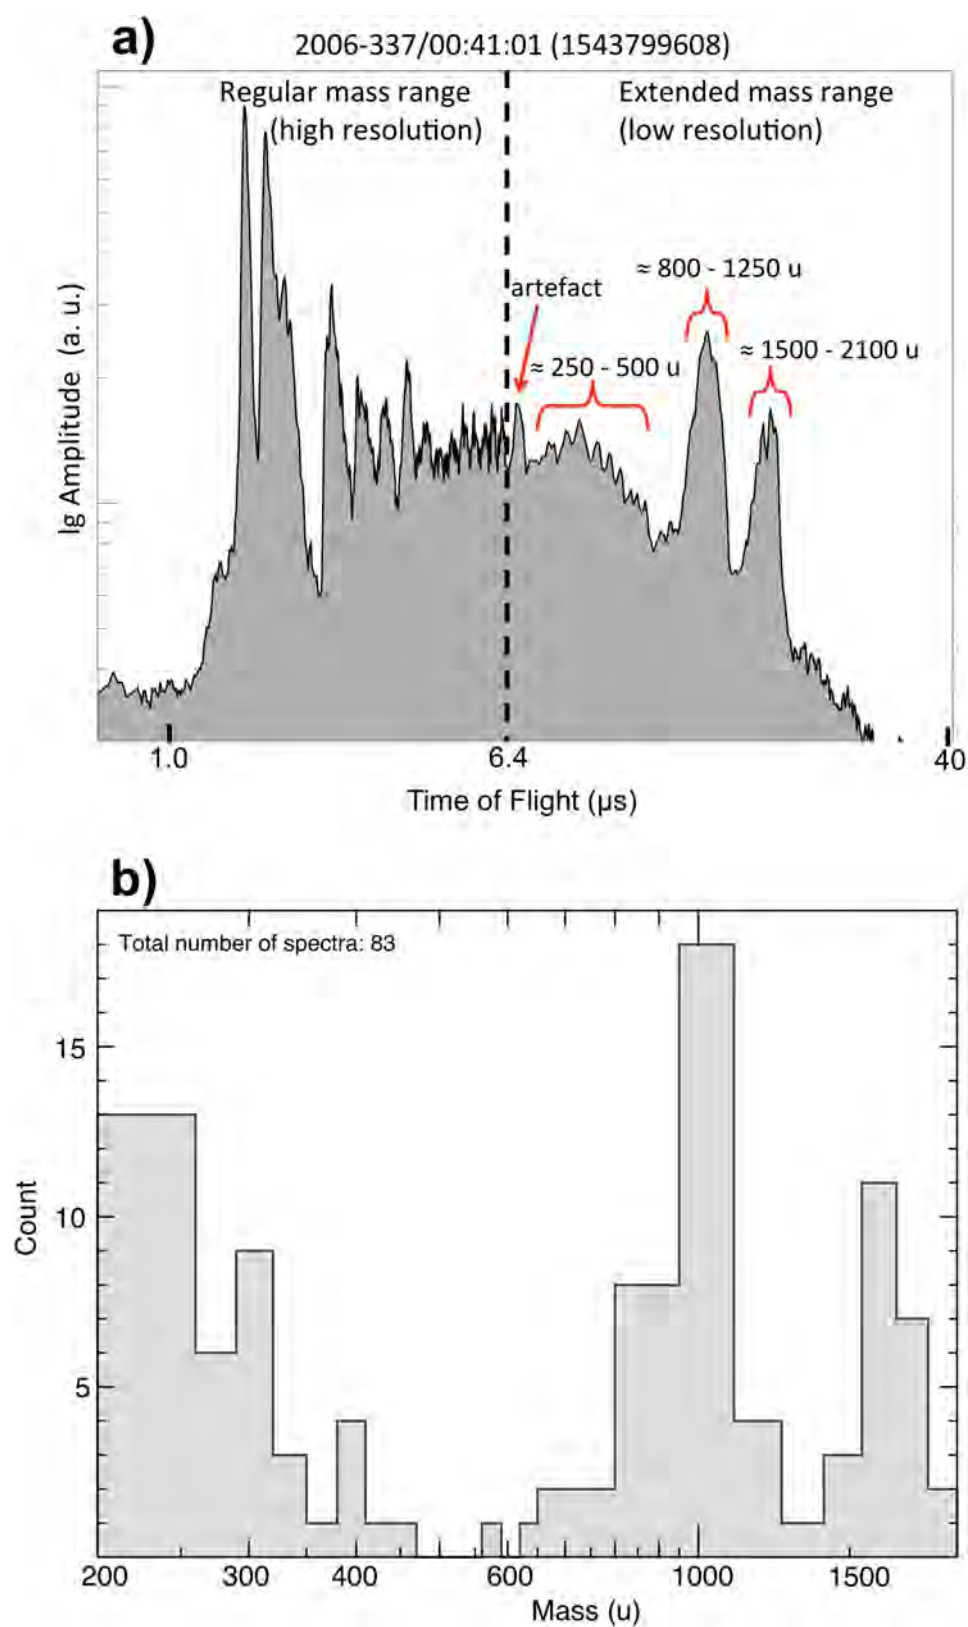 a)
2006-337/00:41:01 (1543799608)
Regular mass range
(high resolution)
Extended mass range
(low resolution)
≈ 800 - 1250 u
artefact
≈ 1500 - 2100 u
≈ 250 - 500 u
lg Amplitude (a. u.)
1.0
6.4
40
Time of Flight (µs)
b)
Total number of spectra: 83
15
10
5
Count
200
300
400
600
1000
1500
Mass (u)